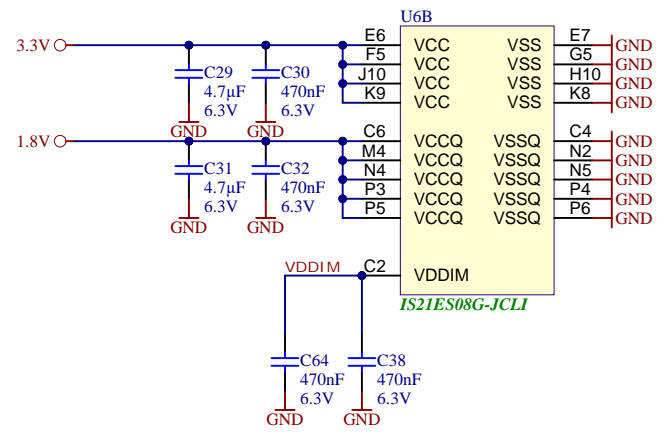 U6B
3.3V
E6 VCC VSS E7 GND
F5 VCC VSS G5 GND
J10 VCC VSS H10 GND
K9 VCC VSS K8 GND
C29
4.7µF
6.3V
GND
C30
470nF
6.3V
GND
1.8V
C6 VCCQ VSSQ C4 GND
M4 VCCQ VSSQ N2 GND
N4 VCCQ VSSQ N5 GND
P3 VCCQ VSSQ P4 GND
P5 VCCQ VSSQ P6 GND
C31
4.7µF
6.3V
GND
C32
470nF
6.3V
GND
VDDIM C2 VDDIM
IS21ES08G-JCLI
C64
470nF
6.3V
GND
C38
470nF
6.3V
GND